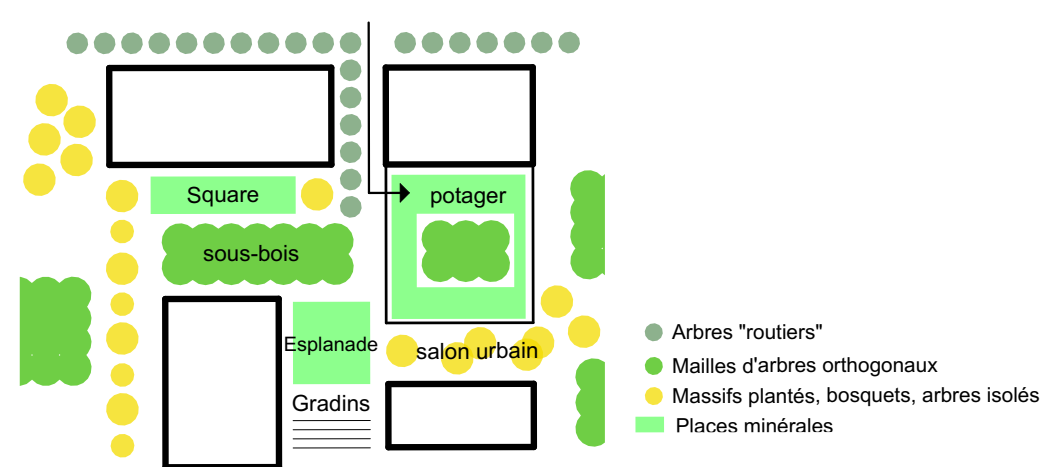 Square
potager
sous-bois
Esplanade
salon urbain
Gradins
Arbres "routiers"
Mailles d'arbres orthogonaux
Massifs plantés, bosquets, arbres isolés
Places minérales